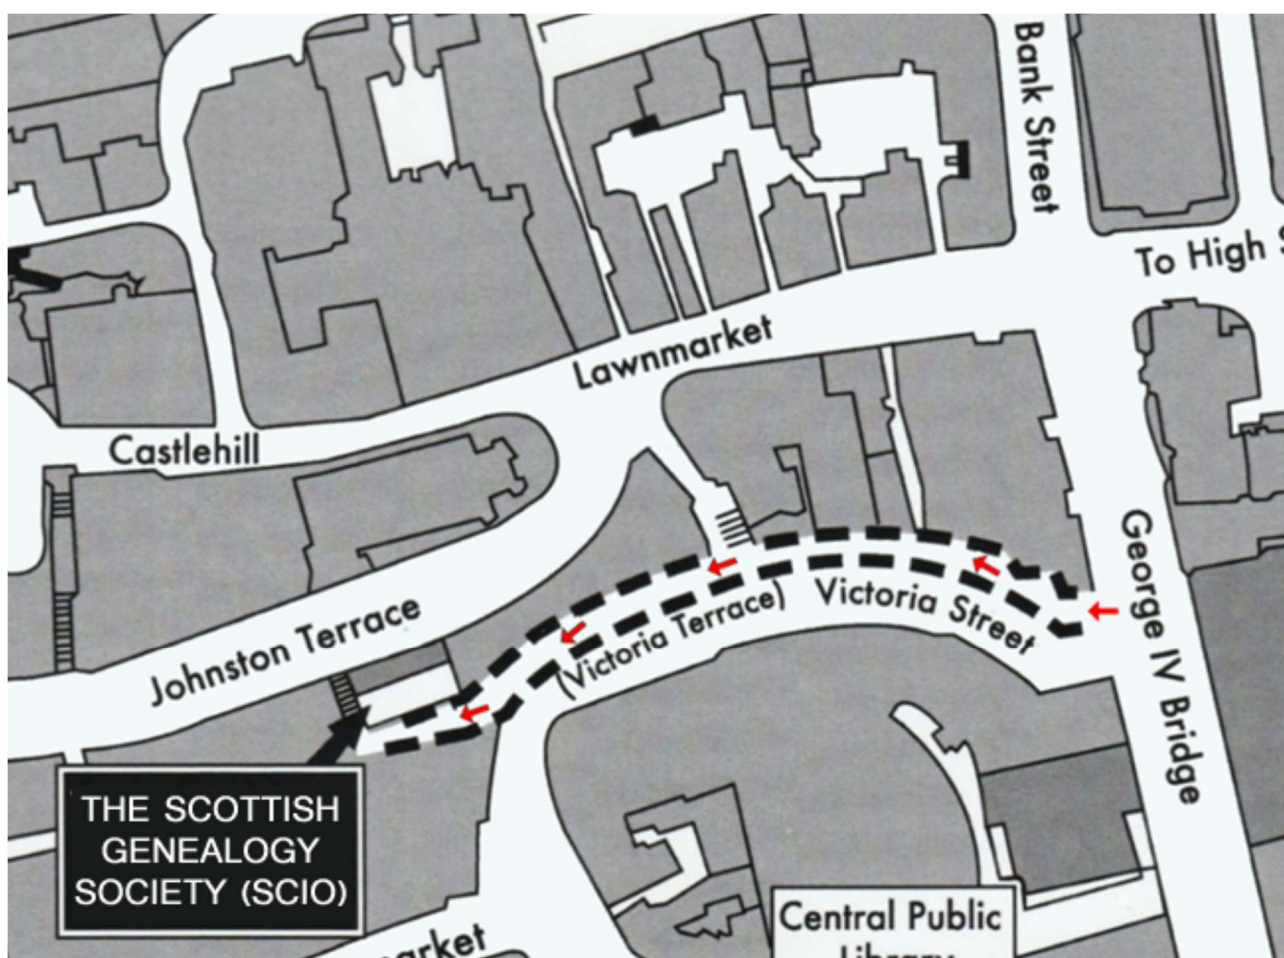 Bank Street
To High
Lawnmarket
Castlehill
George IV Bridge
Johnston Terrace
(Victoria Terrace)
Victoria Street
THE SCOTTISH
GENEALOGY
SOCIETY (SCIO)
Central Public
Library